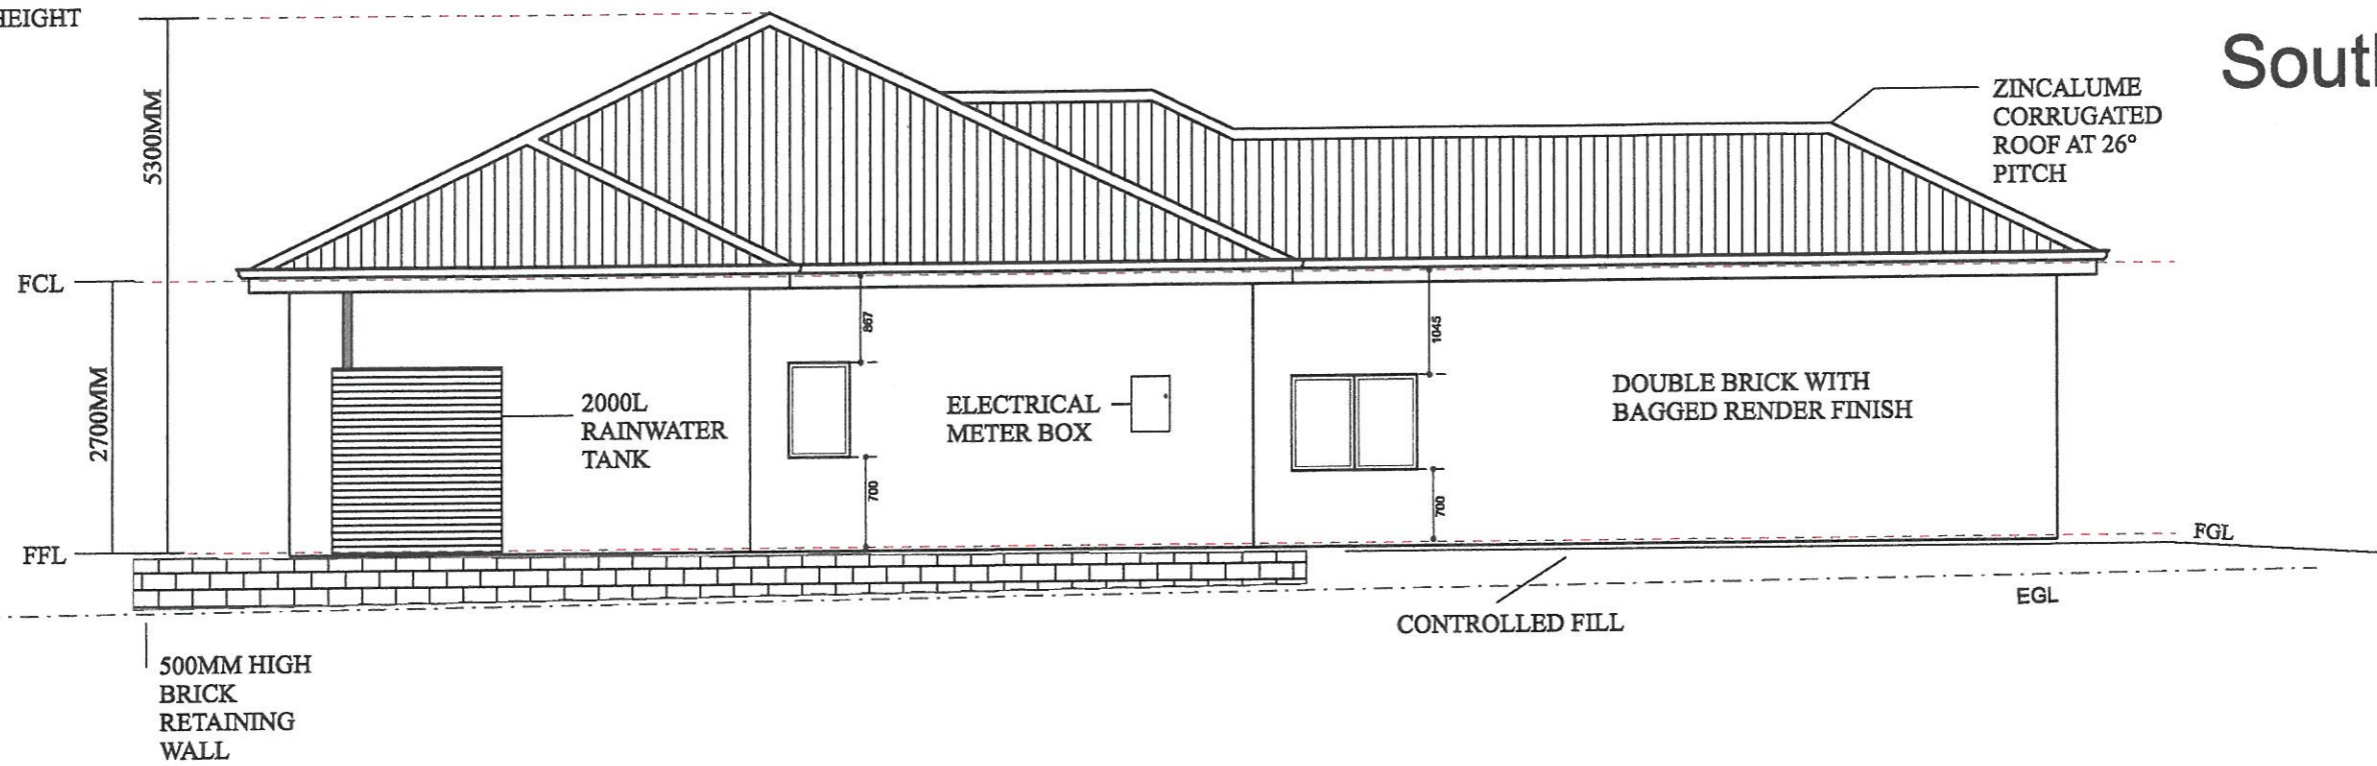 HEIGHT
South
5300MM
ZINCALUME
CORRUGATED
ROOF AT 26°
PITCH
FCL
2700MM
867
1045
2000L
RAINWATER
TANK
ELECTRICAL
METER BOX
DOUBLE BRICK WITH
BAGGED RENDER FINISH
700
700
FFL
FGL
EGL
CONTROLLED FILL
500MM HIGH
BRICK
RETAINING
WALL